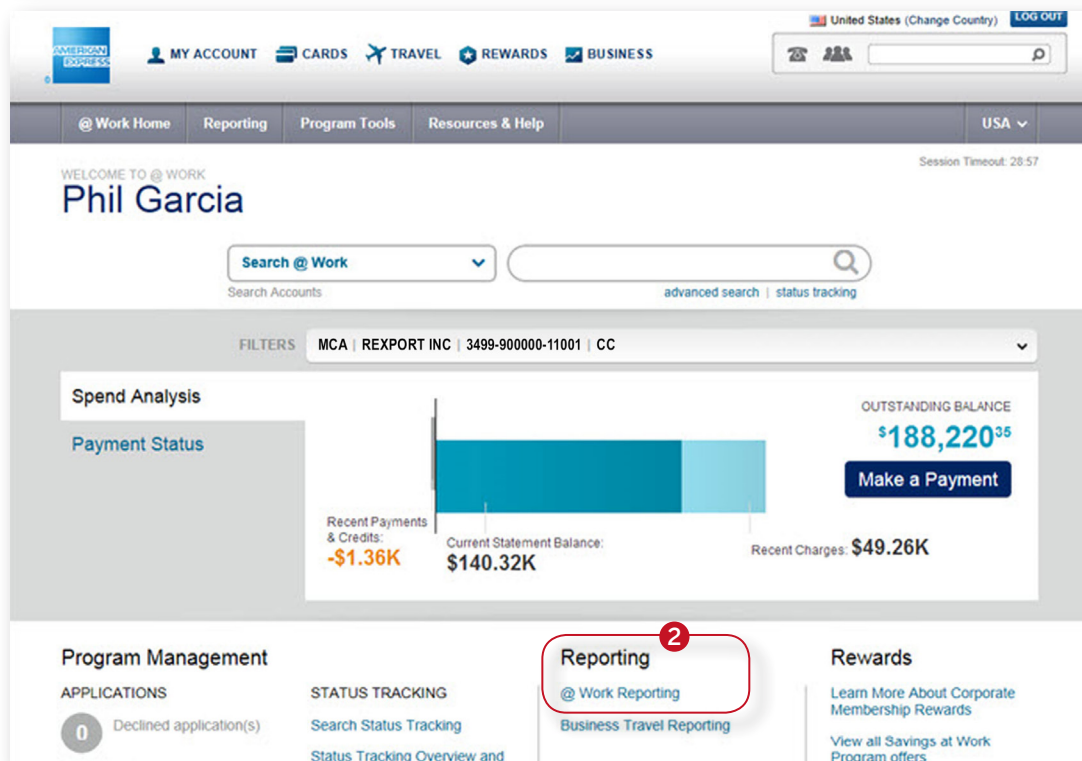 United States (Change Country) LOG OUT
AMERICAN EXPRESS
MY ACCOUNT CARDS TRAVEL REWARDS BUSINESS
@ Work Home Reporting Program Tools Resources & Help USA
Session Timeout: 28:57
WELCOME TO @ WORK
Phil Garcia
Search @ Work
Search Accounts
advanced search | status tracking
FILTERS MCA | REXPORT INC | 3499-900000-11001 | CC
Spend Analysis
Payment Status
OUTSTANDING BALANCE
$188,22035
Make a Payment
Recent Payments
& Credits:
-$1.36K
Current Statement Balance:
$140.32K
Recent Charges: $49.26K
2
Program Management
APPLICATIONS
0 Declined application(s)
STATUS TRACKING
Search Status Tracking
Status Tracking Overview and
Reporting
@ Work Reporting
Business Travel Reporting
Rewards
Learn More About Corporate
Membership Rewards
View all Savings at Work
Program offers